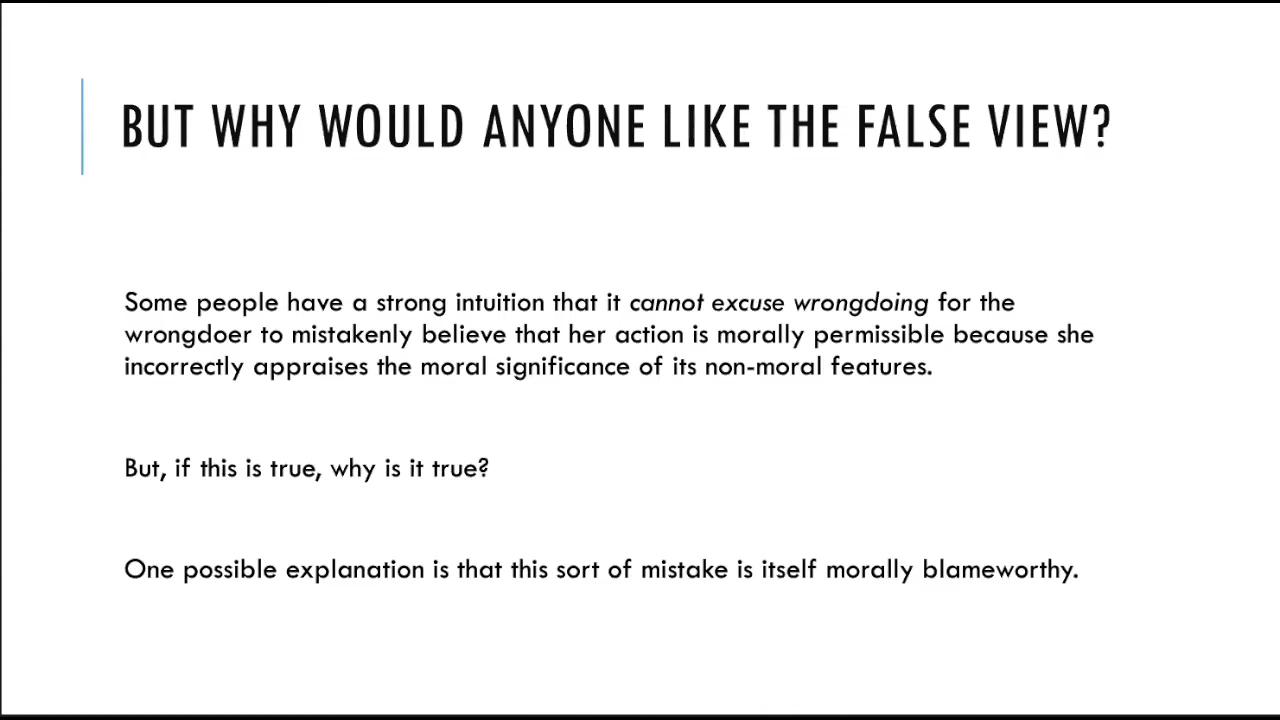 BUT WHY WOULD ANYONE LIKE THE FALSE VIEW?
Some people have a strong intuition that it cannot excuse wrongdoing for the
wrongdoer to mistakenly believe that her action is morally permissible because she
incorrectly appraises the moral significance of its non-moral features.
But, if this is true, why is it true?
One possible explanation is that this sort of mistake is itself morally blameworthy.